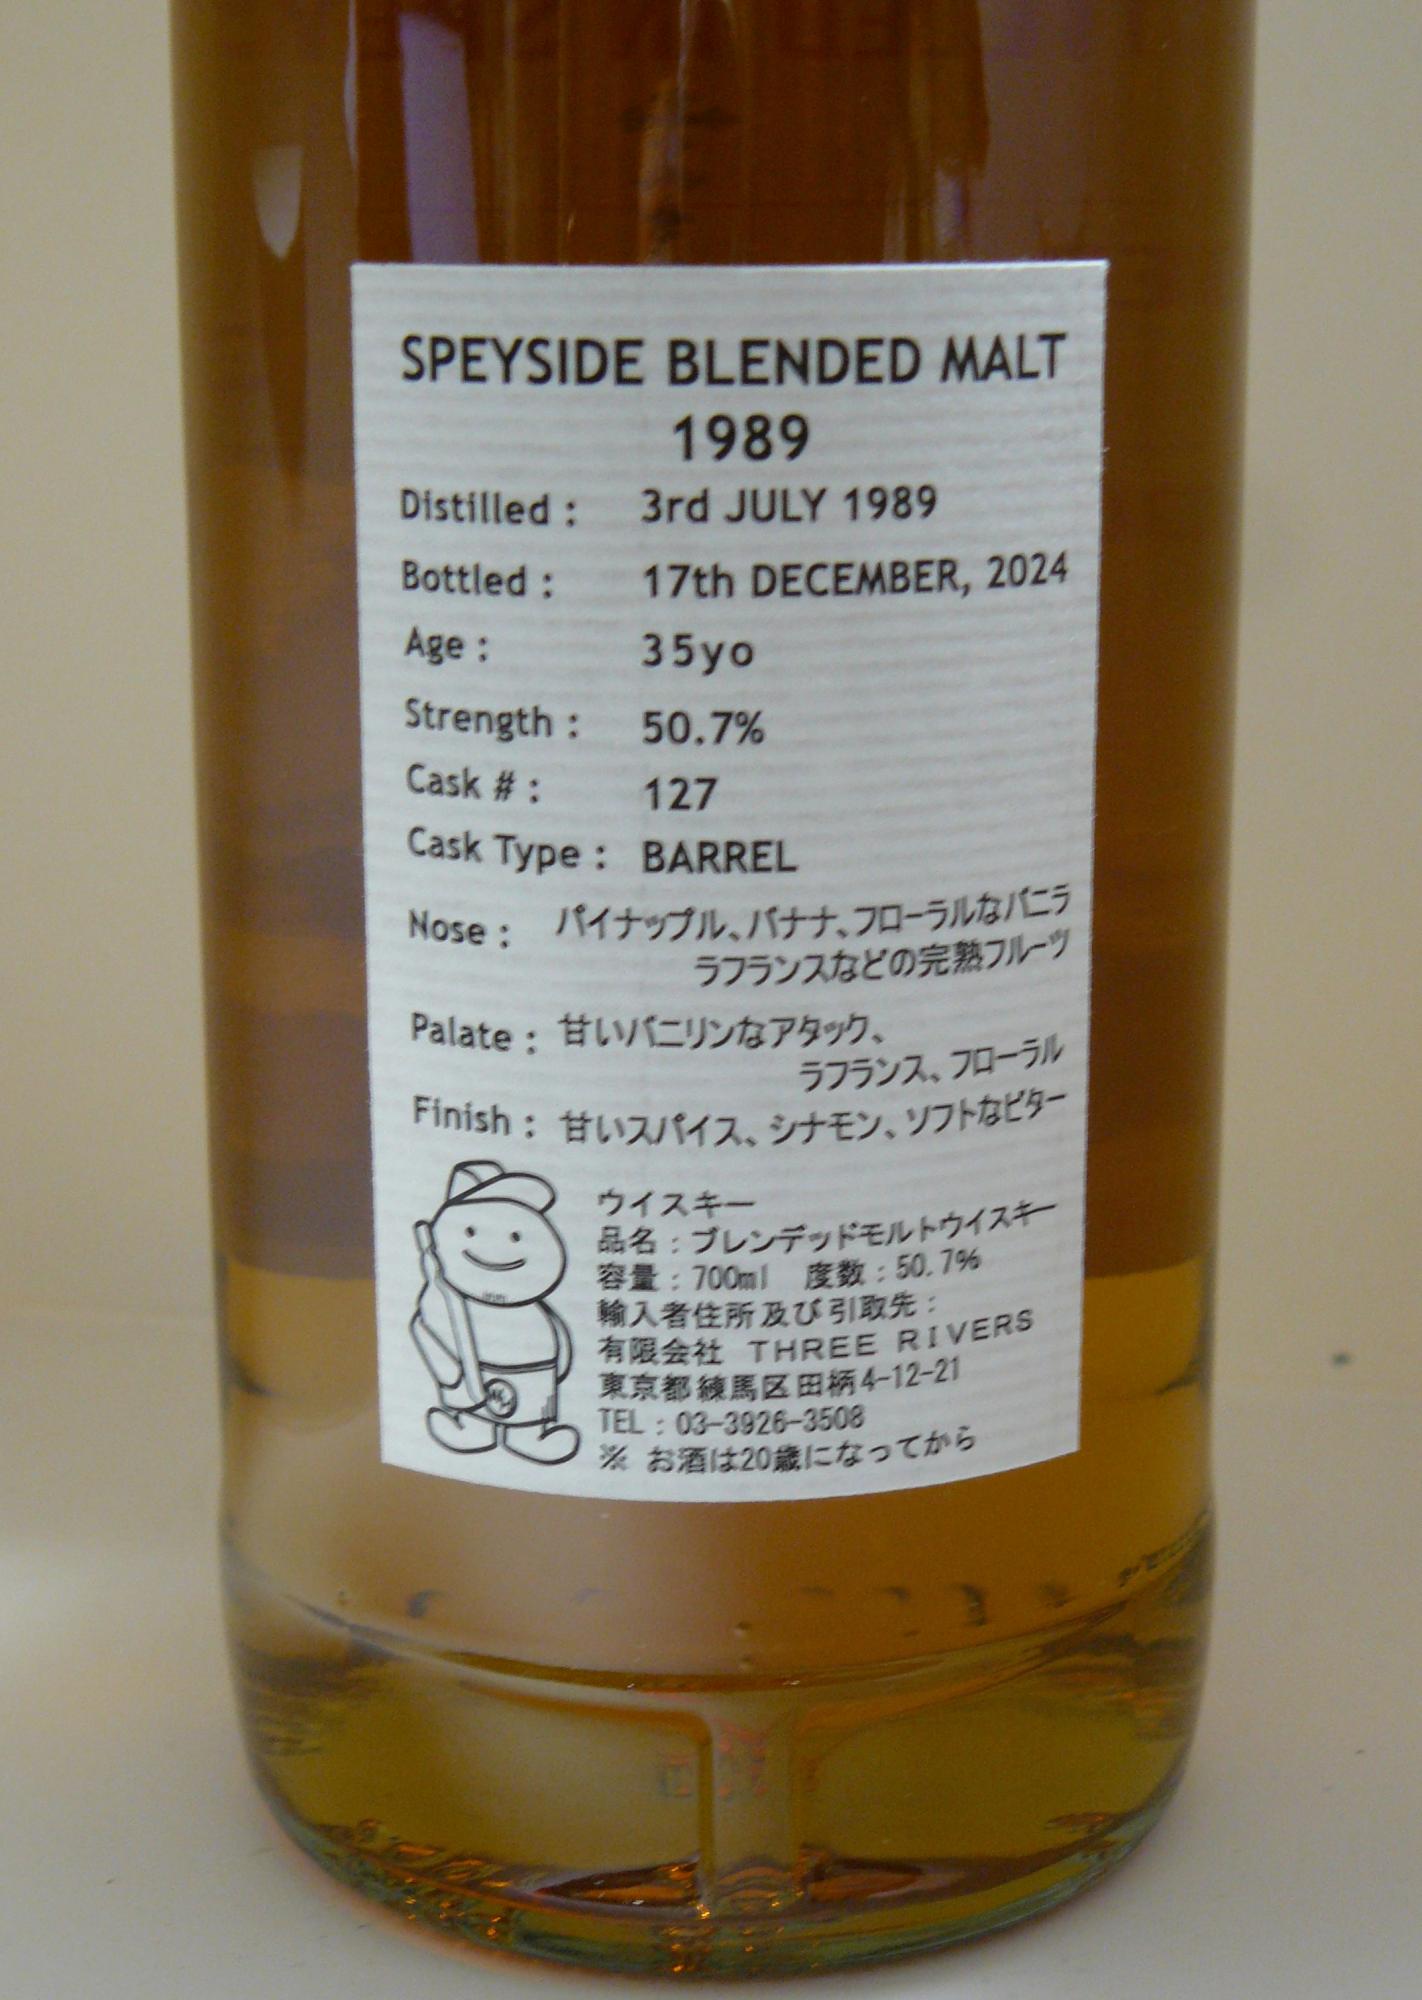 SPEYSIDE BLENDED MALT
1989
Distilled : 3rd JULY 1989
Bottled : 17th DECEMBER, 2024
Age : 35yo
Strength : 50.7%
Cask # : 127
Cask Type : BARREL
Nose : パイナップル、バナナ、フローラルなバニラ
ラフランスなどの完熟フルーツ
Palate : 甘いバニリンなアタック、
ラフランス、フローラル
Finish : 甘いスパイス、シナモン、ソフトなビター
ウイスキー
品名：ブレンデッドモルトウイスキー
容量：700ml 度数：50.7%
輸入者住所及び引取先：
有限会社 THREE RIVERS
東京都練馬区田柄4-12-21
TEL：03-3926-3508
※ お酒は20歳になってから